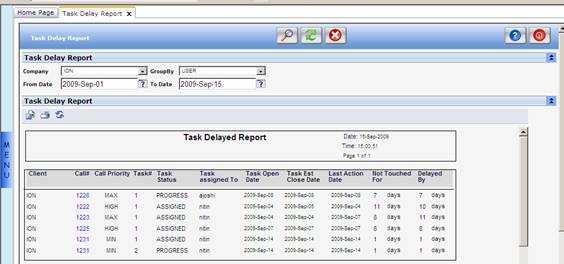 Home Page Task Delay Report x
Task Delay Report
Task Delay Report
Company ION GroupBy USER
From Date 2009-Sep-01 ? To Date 2009-Sep-15 ?
Task Delay Report
MENU
Task Delayed Report
Date: 15-Sep-2009
Time: 15:00:51
Page 1 of 1
Client Call# Call Priority Task# Task Status Task assigned To Task Open Date Task Est Close Date Last Action Date Not Touched For Delayed By
ION 1226 MAX 1 PROGRESS ajoshi 2009-Sep-08 2009-Sep-08 2009-Sep-08 7 days 7 days
ION 1222 HIGH 1 ASSIGNED nitin 2009-Sep-04 2009-Sep-05 2009-Sep-04 11 days 10 days
ION 1223 MAX 1 ASSIGNED nitin 2009-Sep-04 2009-Sep-04 2009-Sep-07 8 days 11 days
ION 1225 HIGH 1 ASSIGNED nitin 2009-Sep-07 2009-Sep-07 2009-Sep-07 8 days 8 days
ION 1231 MIN 1 ASSIGNED nitin 2009-Sep-14 2009-Sep-14 2009-Sep-14 1 days 1 days
ION 1231 MIN 2 PROGRESS nitin 2009-Sep-14 2009-Sep-14 2009-Sep-14 1 days 1 days